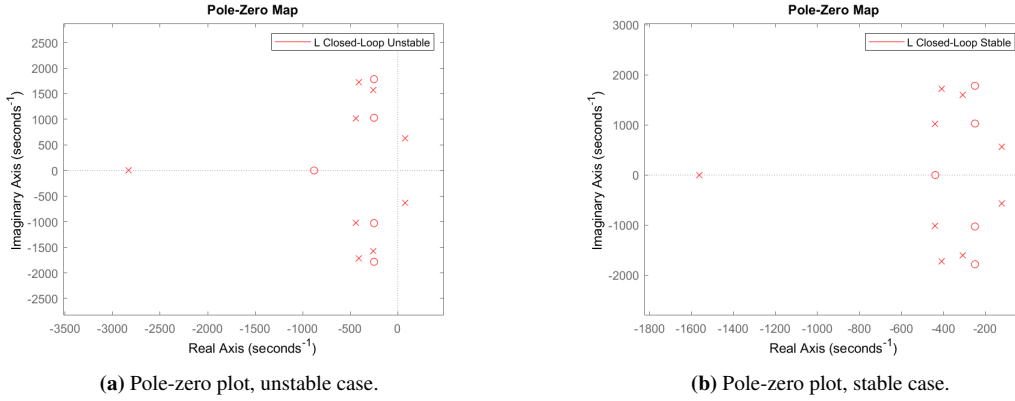 Pole-Zero Map
L Closed-Loop Unstable
Imaginary Axis (seconds⁻¹)
2500
2000
1500
1000
500
0
-500
-1000
-1500
-2000
-2500
-3500 -3000 -2500 -2000 -1500 -1000 -500 0
Real Axis (seconds⁻¹)
(a) Pole-zero plot, unstable case.
Pole-Zero Map
L Closed-Loop Stable
Imaginary Axis (seconds⁻¹)
3000
2000
1000
0
-1000
-2000
-1800 -1600 -1400 -1200 -1000 -800 -600 -400 -200
Real Axis (seconds⁻¹)
(b) Pole-zero plot, stable case.